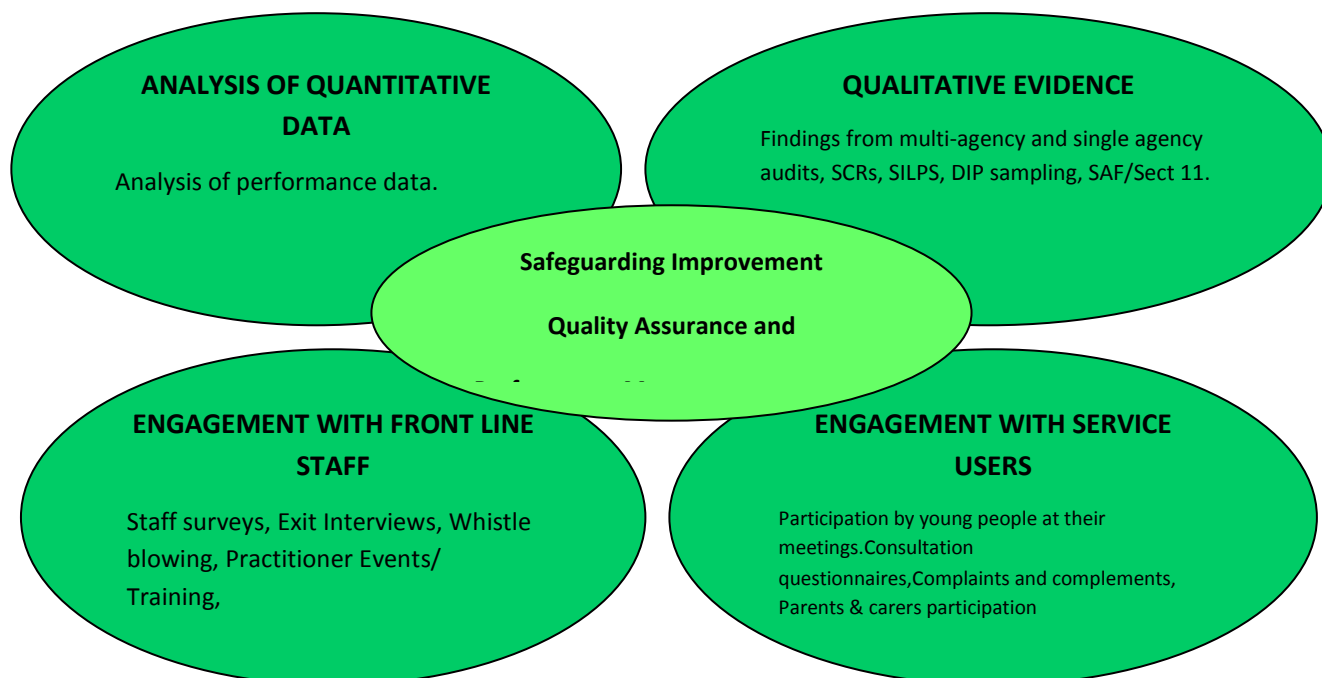 ANALYSIS OF QUANTITATIVE
DATA
Analysis of performance data.
QUALITATIVE EVIDENCE
Findings from multi-agency and single agency
audits, SCRs, SILPS, DIP sampling, SAF/Sect 11.
Safeguarding Improvement
Quality Assurance and
ENGAGEMENT WITH FRONT LINE
STAFF
Staff surveys, Exit Interviews, Whistle
blowing, Practitioner Events/
Training,
ENGAGEMENT WITH SERVICE
USERS
Participation by young people at their
meetings.Consultation
questionnaires,Complaints and complements,
Parents & carers participation